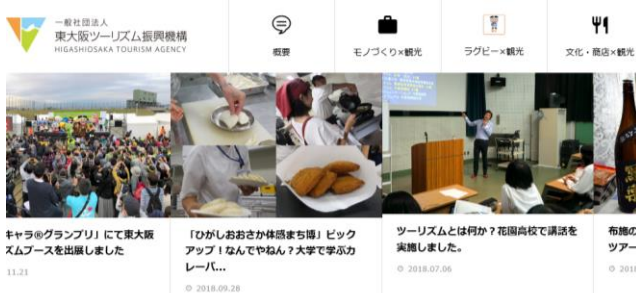 一般社団法人
東大阪ツーリズム振興機構
HIGASHIOSAKA TOURISM AGENCY
概要
モノづくり×観光
ラグビー×観光
文化・商店×観光
キャラ®グランプリ」にて東大阪
ズムブースを出展しました
11.21
「ひがしおおさか体感まち博」ピック
アップ！なんでやねん？大学で学ぶカ
レーパ...
2018.09.28
ツーリズムとは何か？花園高校で講話を
実施しました。
2018.07.06
布施の
ツアー
201